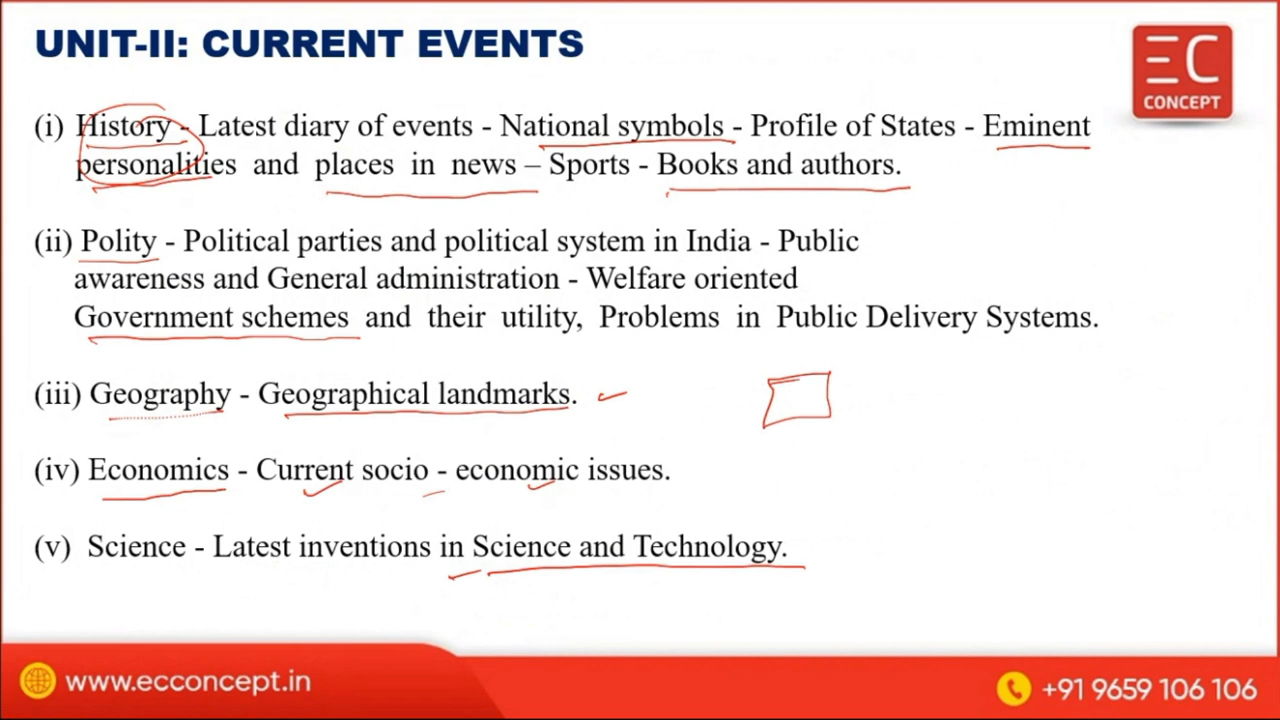 UNIT-II: CURRENT EVENTS
EC
CONCEPT
(i) History - Latest diary of events - National symbols - Profile of States - Eminent
personalities and places in news – Sports - Books and authors.
(ii) Polity - Political parties and political system in India - Public
awareness and General administration - Welfare oriented
Government schemes and their utility, Problems in Public Delivery Systems.
(iii) Geography - Geographical landmarks.
(iv) Economics - Current socio - economic issues.
(v) Science - Latest inventions in Science and Technology.
www.ecconcept.in
+91 9659 106 106